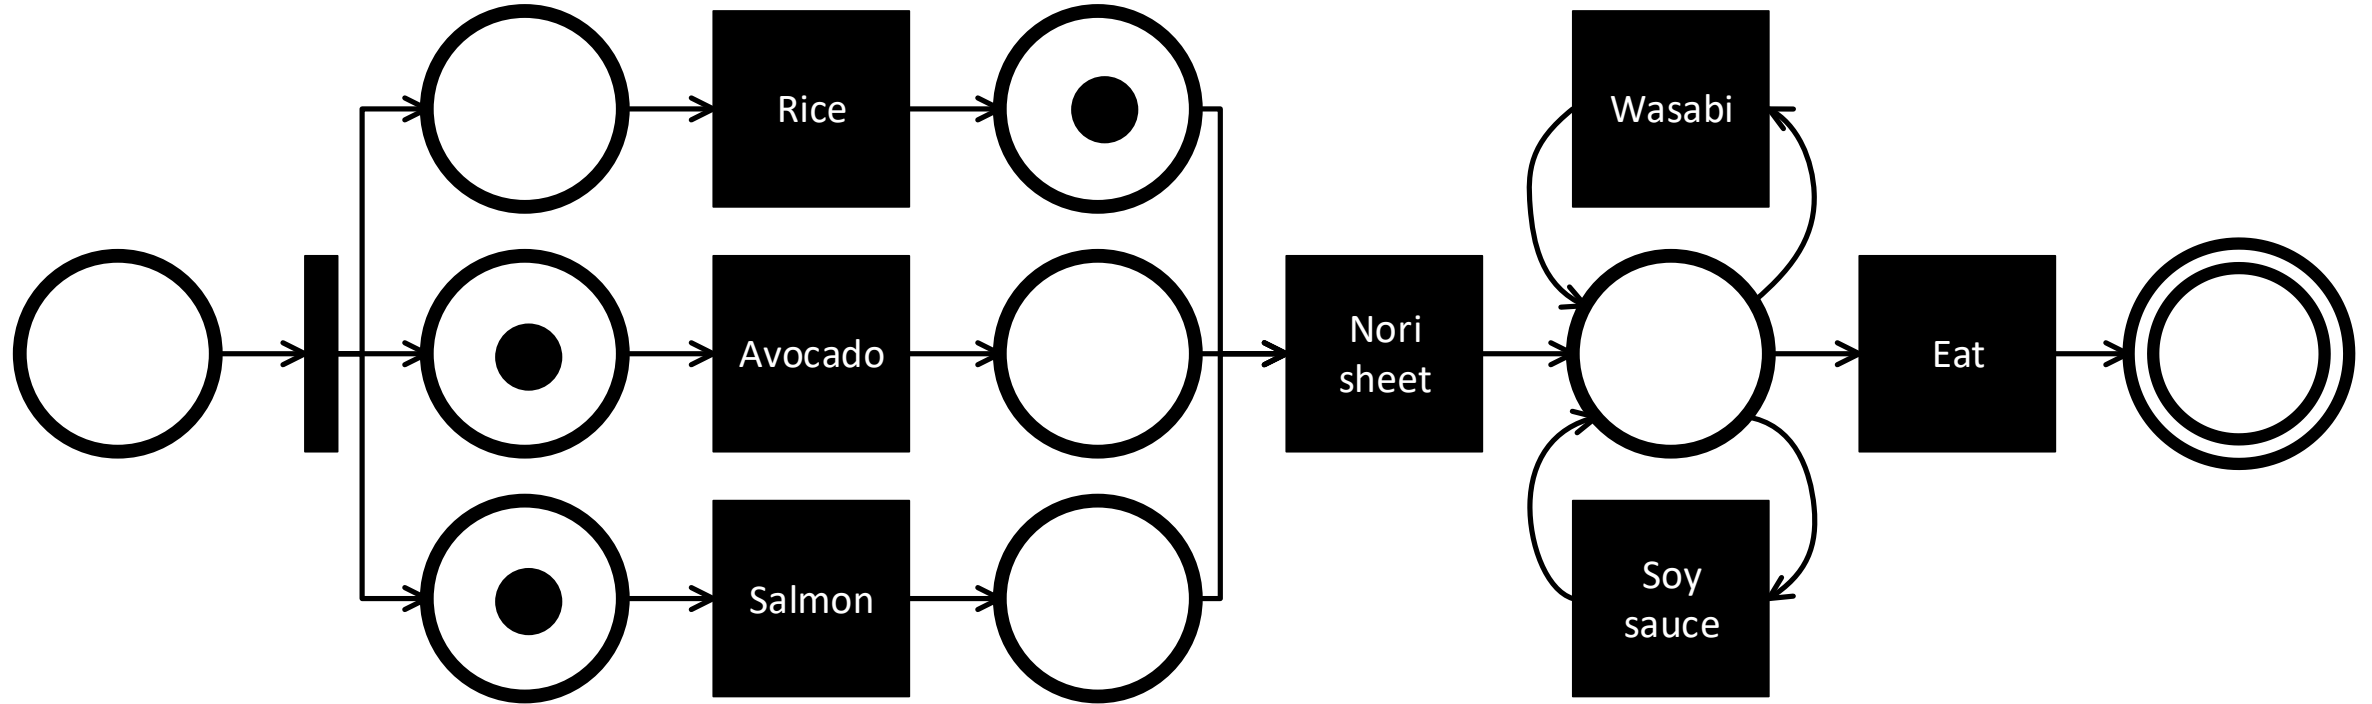 Rice
Wasabi
Avocado
Nori
sheet
Eat
Salmon
Soy
sauce